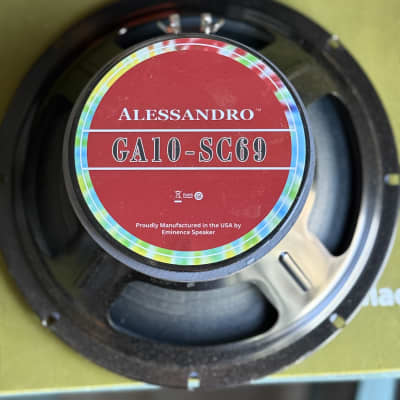 ALESSANDRO™
GA10-SC69
Proudly Manufactured in the USA by
Eminence Speaker